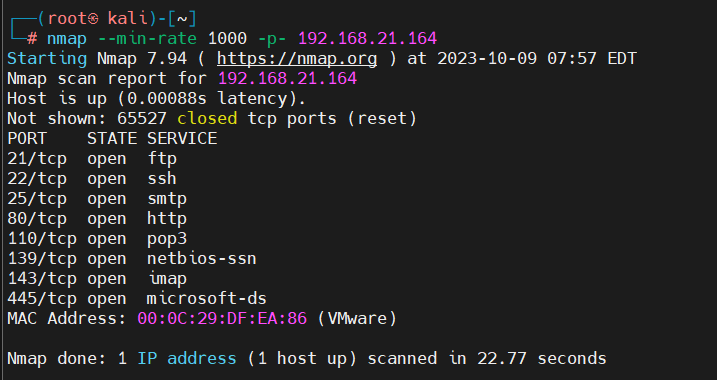 ┌──(root㉿ kali)-[~]
└─# nmap --min-rate 1000 -p- 192.168.21.164
Starting Nmap 7.94 ( https://nmap.org ) at 2023-10-09 07:57 EDT
Nmap scan report for 192.168.21.164
Host is up (0.00088s latency).
Not shown: 65527 closed tcp ports (reset)
PORT    STATE SERVICE
21/tcp  open  ftp
22/tcp  open  ssh
25/tcp  open  smtp
80/tcp  open  http
110/tcp open  pop3
139/tcp open  netbios-ssn
143/tcp open  imap
445/tcp open  microsoft-ds
MAC Address: 00:0C:29:DF:EA:86 (VMware)
Nmap done: 1 IP address (1 host up) scanned in 22.77 seconds